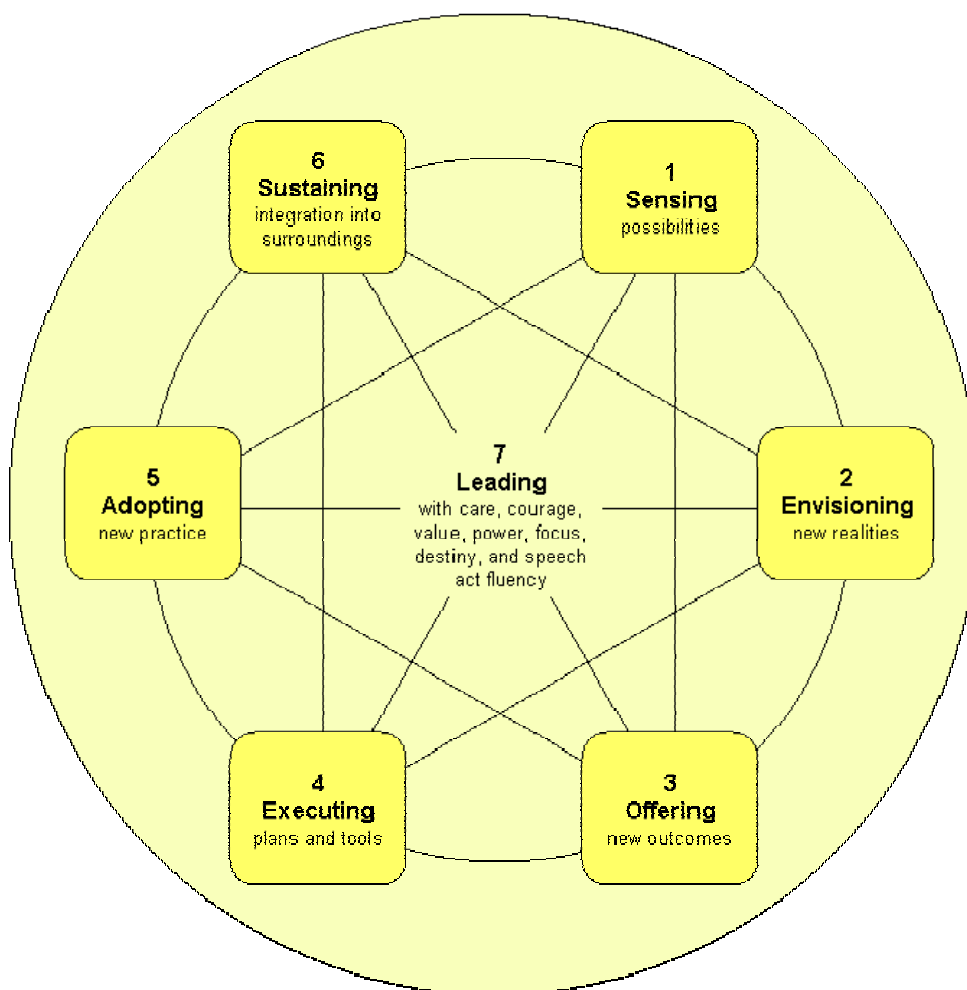 1
Sensing
possibilities
2
Envisioning
new realities
3
Offering
new outcomes
4
Executing
plans and tools
5
Adopting
new practice
6
Sustaining
integration into
surroundings
7
Leading
with care, courage,
value, power, focus,
destiny, and speech
act fluency